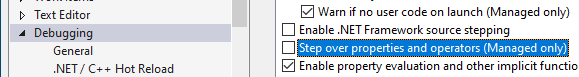 Text Editor
Debugging
General
.NET / C++ Hot Reload
Warn if no user code on launch (Managed only)
Enable .NET Framework source stepping
Step over properties and operators (Managed only)
Enable property evaluation and other implicit functio